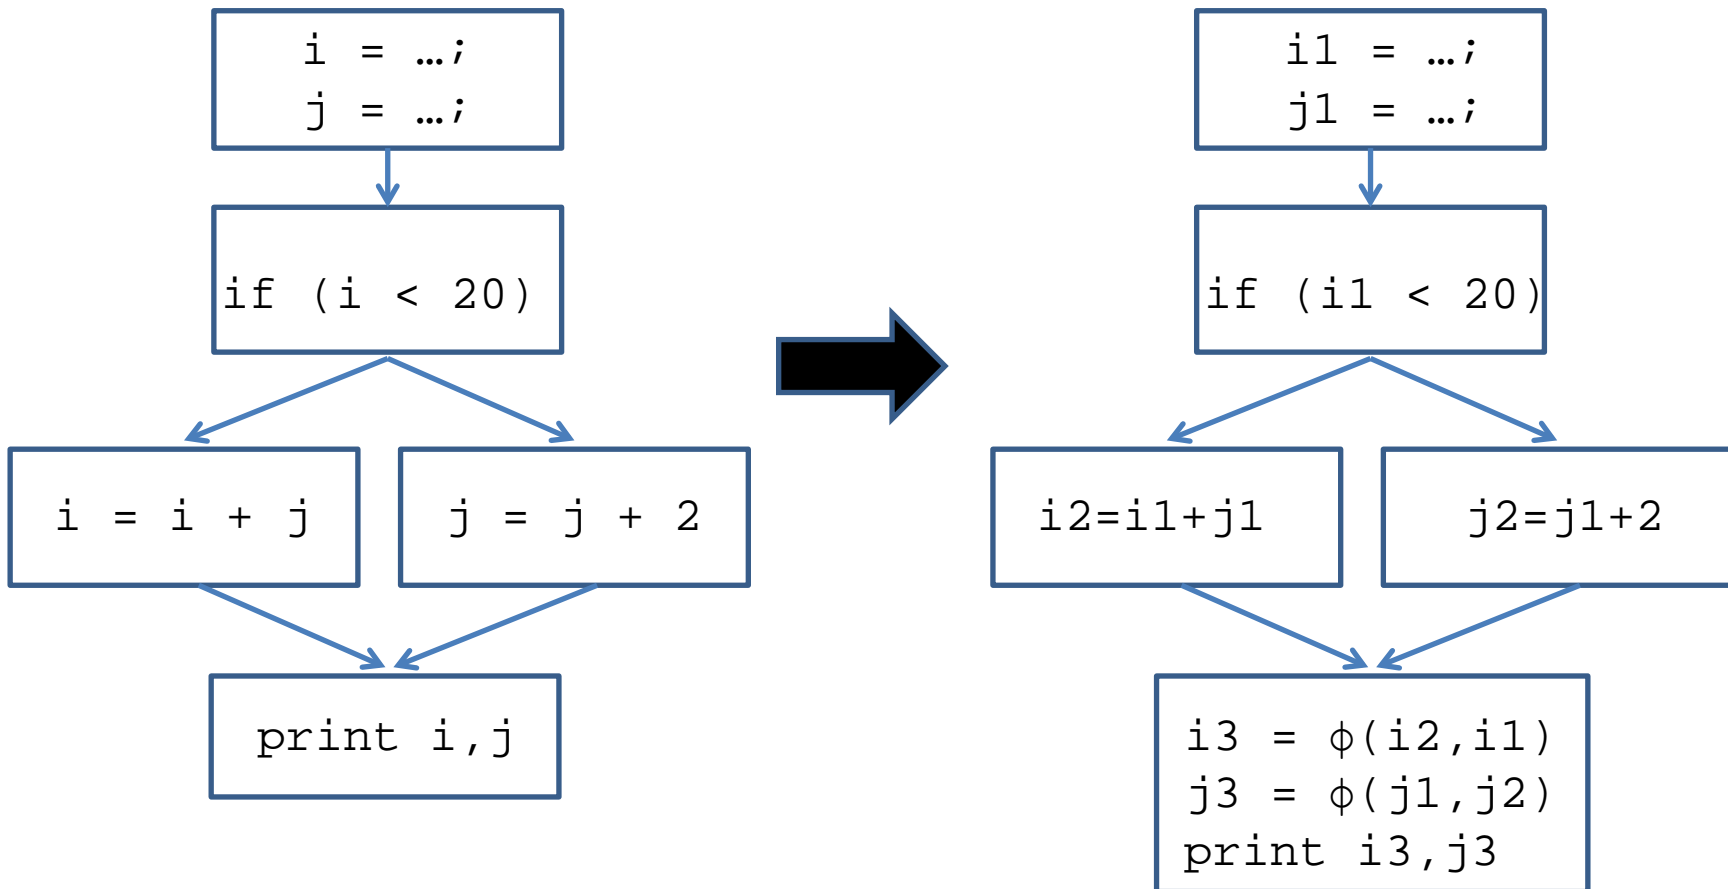 i = …;
j = …;
if (i < 20)
i = i + j
j = j + 2
print i,j
i1 = …;
j1 = …;
if (i1 < 20)
i2=i1+j1
j2=j1+2
i3 = ϕ(i2,i1)
j3 = ϕ(j1,j2)
print i3,j3